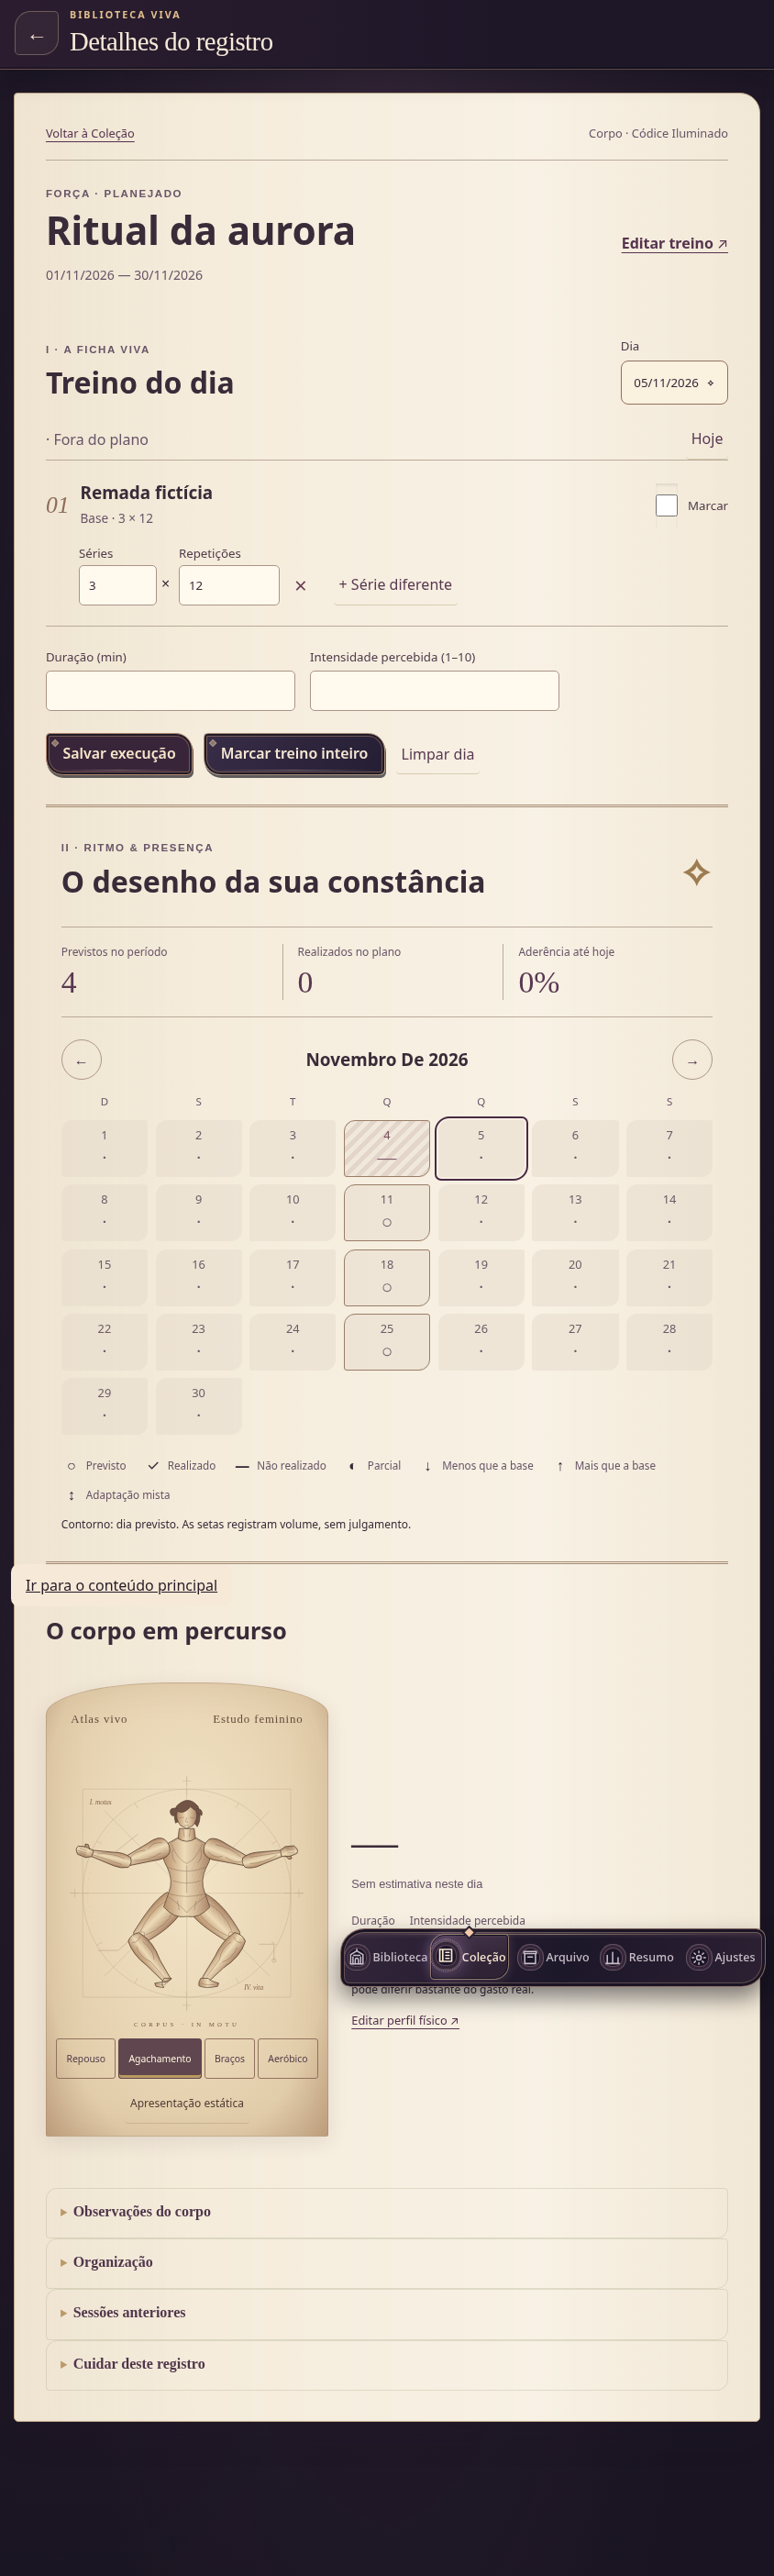 ←
BIBLIOTECA VIVA
Detalhes do registro
Voltar à Coleção
Corpo · Códice Iluminado
FORÇA · PLANEJADO
Ritual da aurora
Editar treino ↗
01/11/2026 — 30/11/2026
I · A FICHA VIVA
Treino do dia
Dia
05/11/2026
· Fora do plano
Hoje
01
Remada fictícia
Base · 3 × 12
Marcar
Séries
Repetições
3 × 12 × + Série diferente
Duração (min)
Intensidade percebida (1–10)
Salvar execução
Marcar treino inteiro
Limpar dia
II · RITMO & PRESENÇA
O desenho da sua constância
Previstos no período
4
Realizados no plano
0
Aderência até hoje
0%
← Novembro De 2026 →
D S T Q Q S S
1 2 3 4 5 6 7
8 9 10 11 12 13 14
15 16 17 18 19 20 21
22 23 24 25 26 27 28
29 30
○ Previsto ✓ Realizado — Não realizado ◖ Parcial ↓ Menos que a base ↑ Mais que a base
↕ Adaptação mista
Contorno: dia previsto. As setas registram volume, sem julgamento.
Ir para o conteúdo principal
O corpo em percurso
Atlas vivo
Estudo feminino
I. motus
IV. vita
CORPUS · IN MOTU
Repouso
Agachamento
Braços
Aeróbico
Apresentação estática
—
Sem estimativa neste dia
Duração
Intensidade percebida
Biblioteca
Coleção
Arquivo
Resumo
Ajustes
pode diferir bastante do gasto real.
Editar perfil físico ↗
Observações do corpo
Organização
Sessões anteriores
Cuidar deste registro